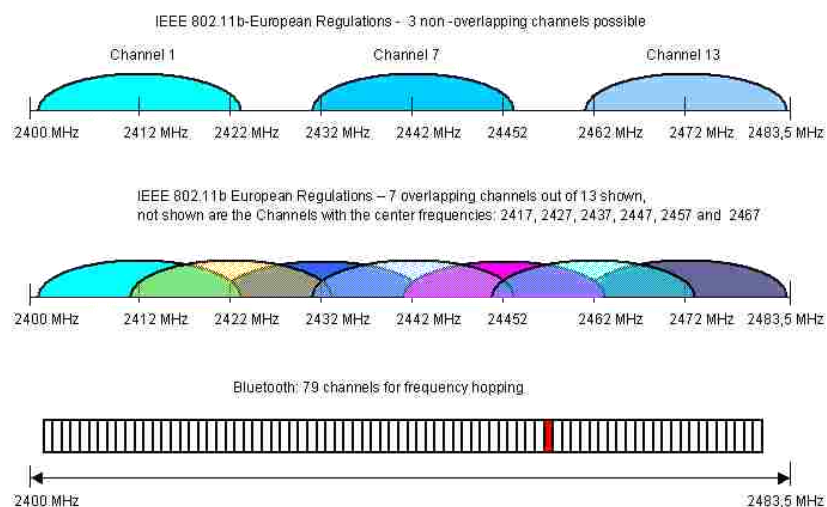 IEEE 802.11b-European Regulations - 3 non -overlapping channels possible
Channel 1 Channel 7 Channel 13
2400 MHz 2412 MHz 2422 MHz 2432 MHz 2442 MHz 24452 2462 MHz 2472 MHz 2483,5 MHz
IEEE 802.11b European Regulations – 7 overlapping channels out of 13 shown,
not shown are the Channels with the center frequencies: 2417, 2427, 2437, 2447, 2457 and 2467
2400 MHz 2412 MHz 2422 MHz 2432 MHz 2442 MHz 24452 2462 MHz 2472 MHz 2483,5 MHz
Bluetooth: 79 channels for frequency hopping
2400 MHz 2483,5 MHz